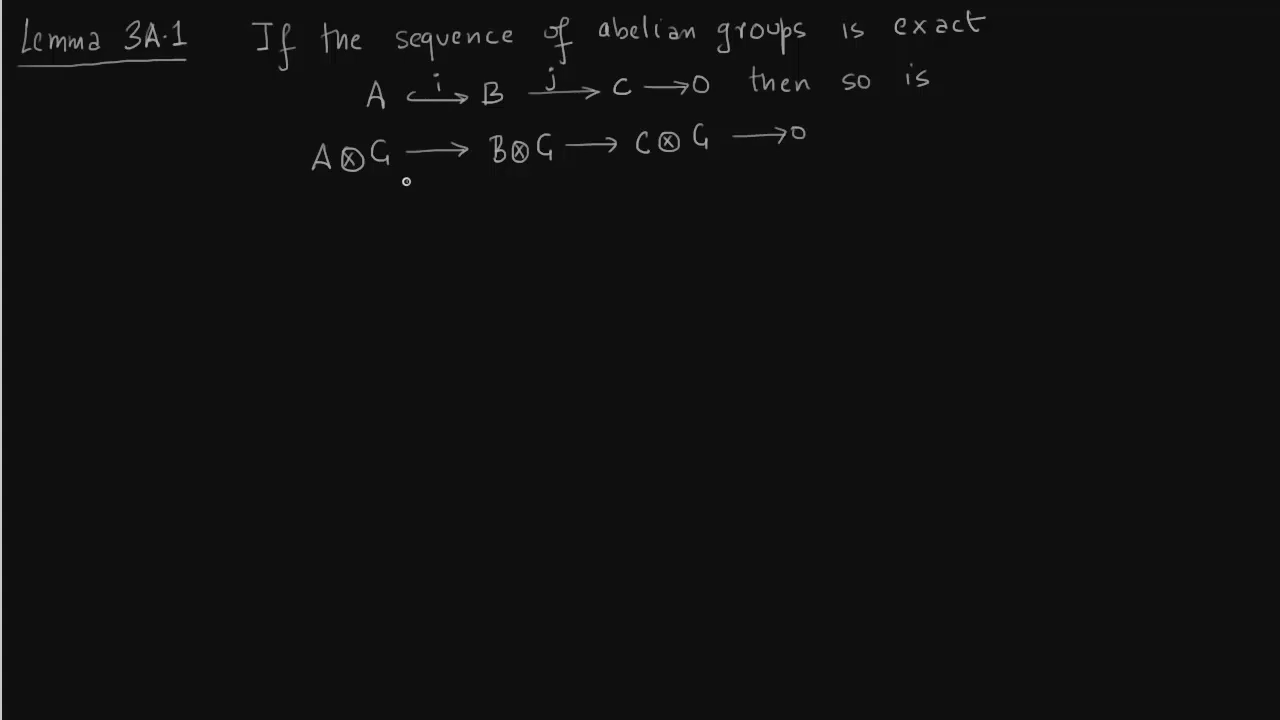 Lemma 3A.1 If the sequence of abelian groups is exact
A ↪ B → C → 0 then so is
i j
A ⊗ G → B ⊗ G → C ⊗ G → 0